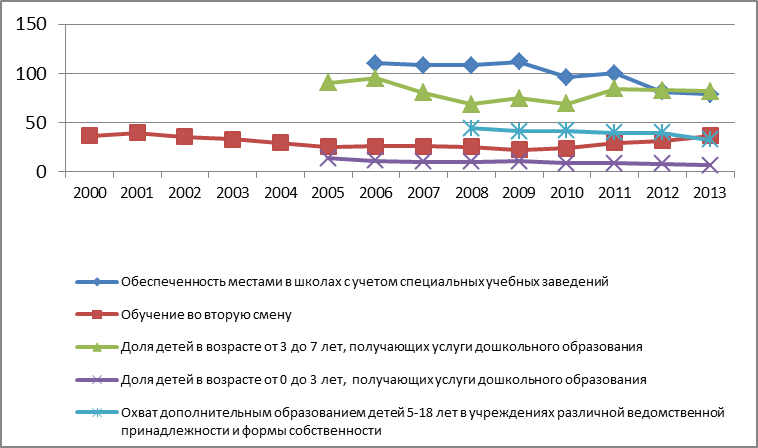 150
100
50
0
2000 2001 2002 2003 2004 2005 2006 2007 2008 2009 2010 2011 2012 2013
Обеспеченность местами в школах с учетом специальных учебных заведений
Обучение во вторую смену
Доля детей в возрасте от 3 до 7 лет, получающих услуги дошкольного образования
Доля детей в возрасте от 0 до 3 лет, получающих услуги дошкольного образования
Охват дополнительным образованием детей 5-18 лет в учреждениях различной ведомственной
принадлежности и формы собственности